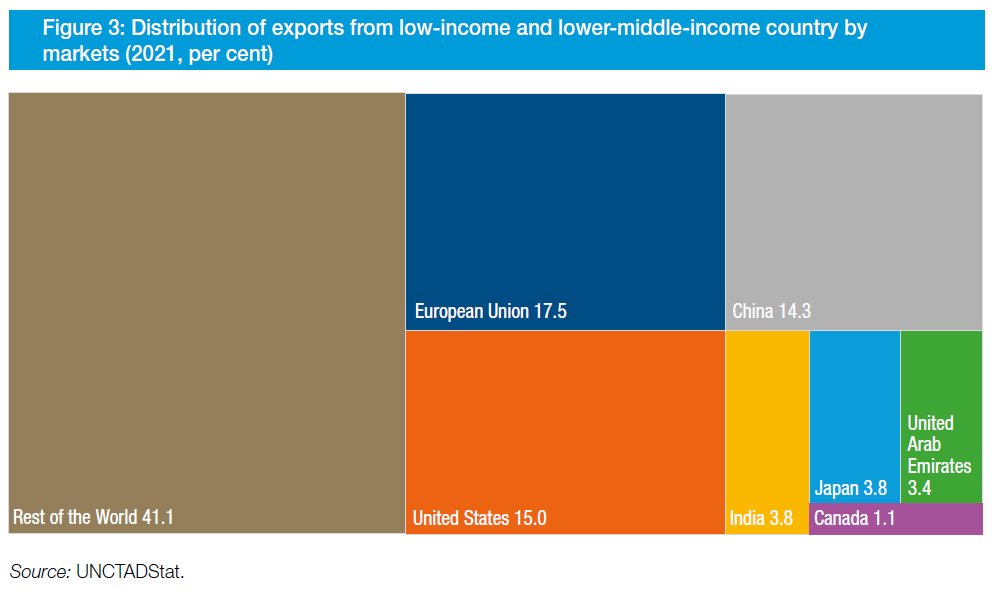 Figure 3: Distribution of exports from low-income and lower-middle-income country by
markets (2021, per cent)
European Union 17.5
China 14.3
Rest of the World 41.1
United States 15.0
India 3.8
Japan 3.8
United
Arab
Emirates
3.4
Canada 1.1
Source: UNCTADStat.